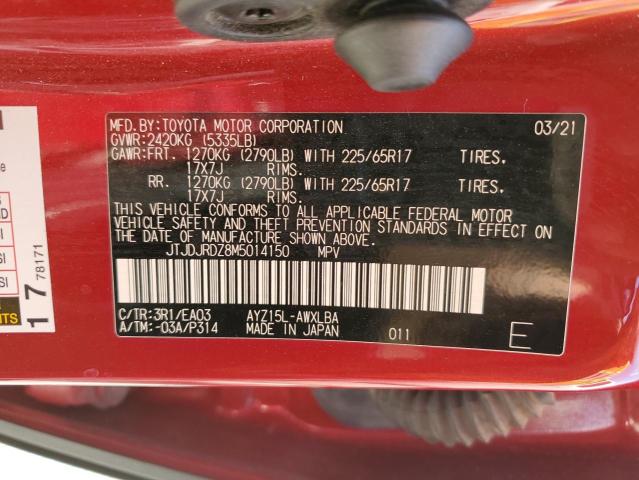 MFD.BY:TOYOTA MOTOR CORPORATION 03/21
GVWR:2420KG (5335LB)
GAWR:FRT. 1270KG (2790LB) WITH 225/65R17 TIRES.
17X7J RIMS.
RR. 1270KG (2790LB) WITH 225/65R17 TIRES.
17X7J RIMS.
THIS VEHICLE CONFORMS TO ALL APPLICABLE FEDERAL MOTOR
VEHICLE SAFETY AND THEFT PREVENTION STANDARDS IN EFFECT ON
THE DATE OF MANUFACTURE SHOWN ABOVE.
JTJDJRDZ8M5014150 MPV
C/TR:3R1/EA03 AYZ15L-AWXLBA
A/TM:-03A/P314 MADE IN JAPAN 011 E
17 78171